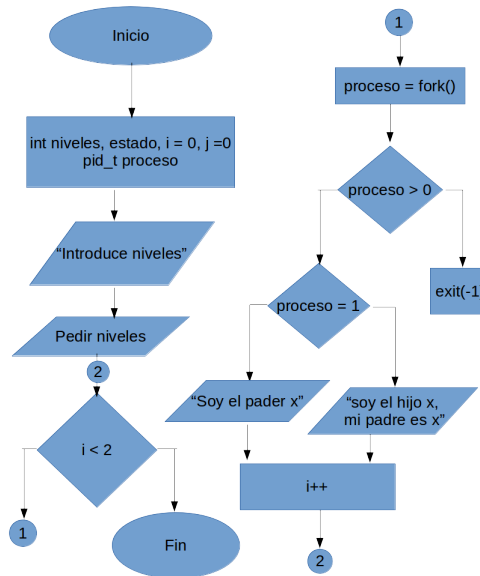 Inicio
int niveles, estado, i = 0, j =0
pid_t proceso
“Introduce niveles”
Pedir niveles
2
i < 2
1
Fin
1
proceso = fork()
proceso > 0
exit(-1)
proceso = 1
“Soy el pader x”
“soy el hijo x,
mi padre es x”
i++
2